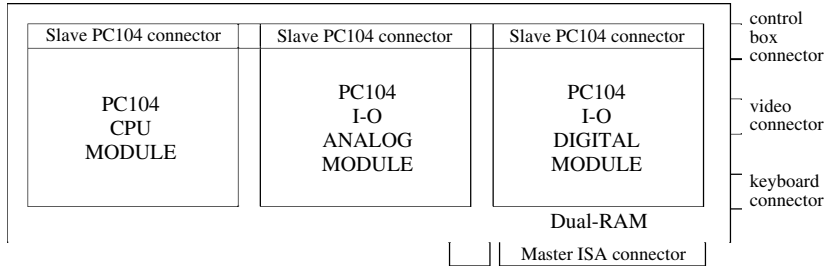 Slave PC104 connector
Slave PC104 connector
Slave PC104 connector
PC104
CPU
MODULE
PC104
I-O
ANALOG
MODULE
PC104
I-O
DIGITAL
MODULE
Dual-RAM
Master ISA connector
control
box
connector
video
connector
keyboard
connector